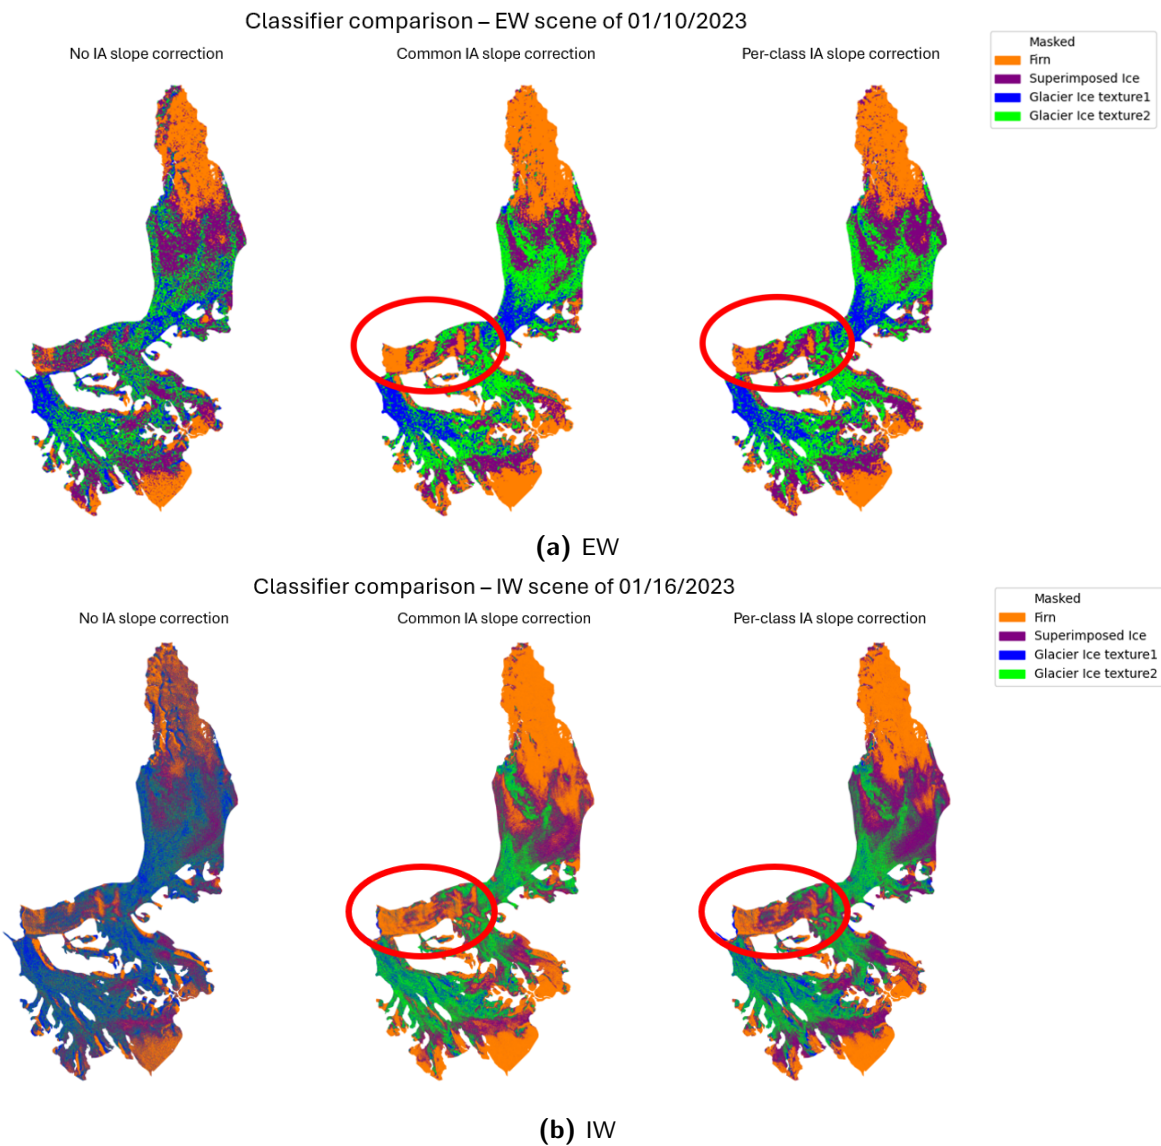 Classifier comparison – EW scene of 01/10/2023
No IA slope correction
Common IA slope correction
Per-class IA slope correction
Masked
Firn
Superimposed Ice
Glacier Ice texture1
Glacier Ice texture2
(a) EW
Classifier comparison – IW scene of 01/16/2023
No IA slope correction
Common IA slope correction
Per-class IA slope correction
Masked
Firn
Superimposed Ice
Glacier Ice texture1
Glacier Ice texture2
(b) IW